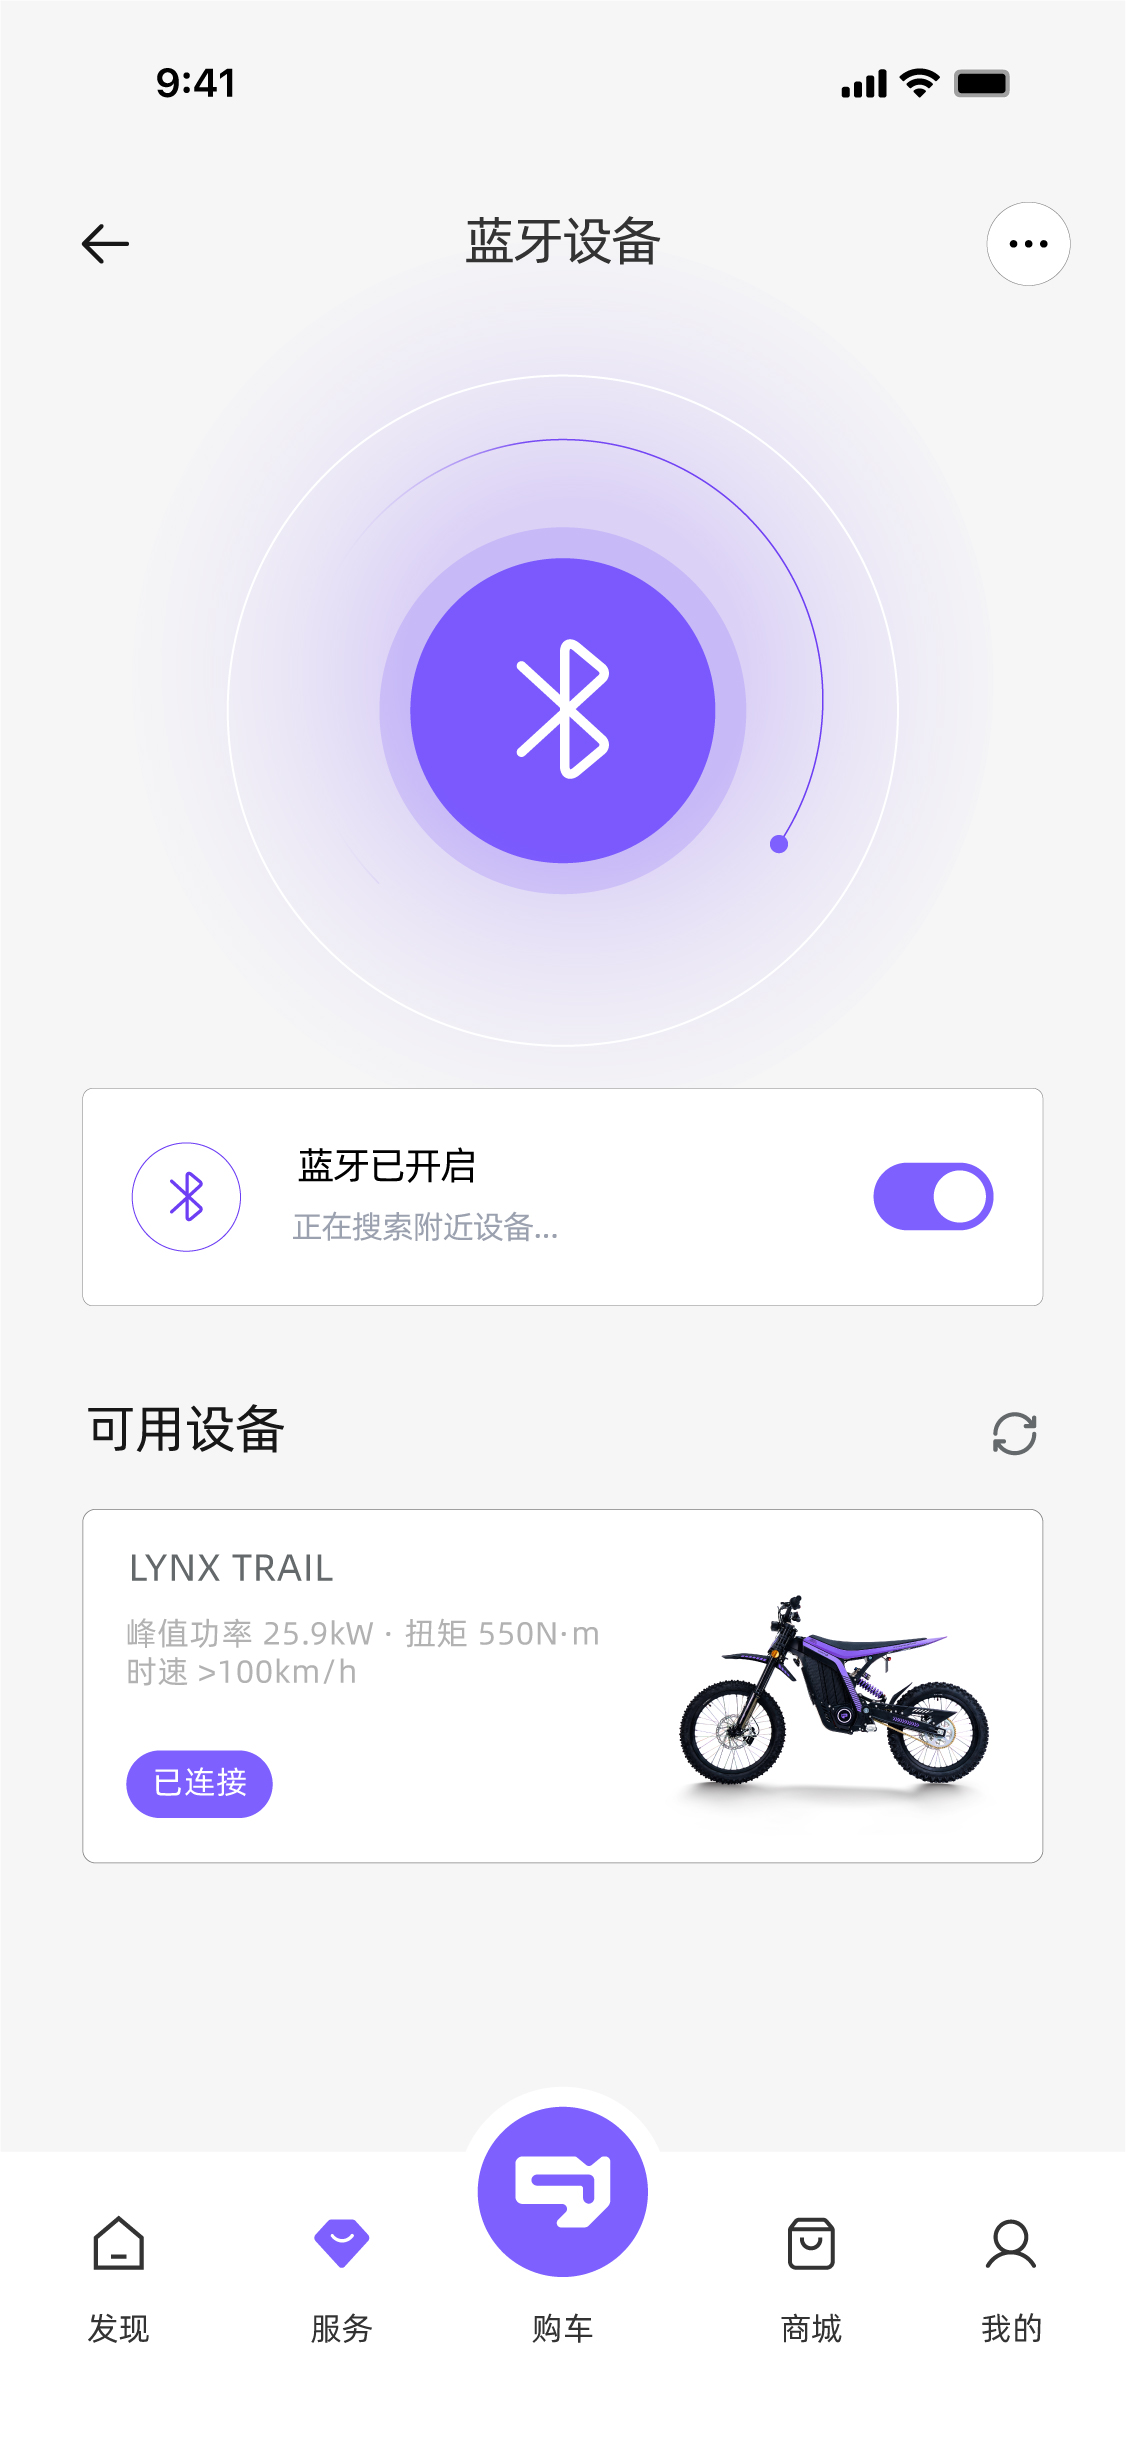 9:41
蓝牙设备
蓝牙已开启
正在搜索附近设备...
可用设备
LYNX TRAIL
峰值功率 25.9kW · 扭矩 550N·m
时速 >100km/h
已连接
发现
服务
购车
商城
我的